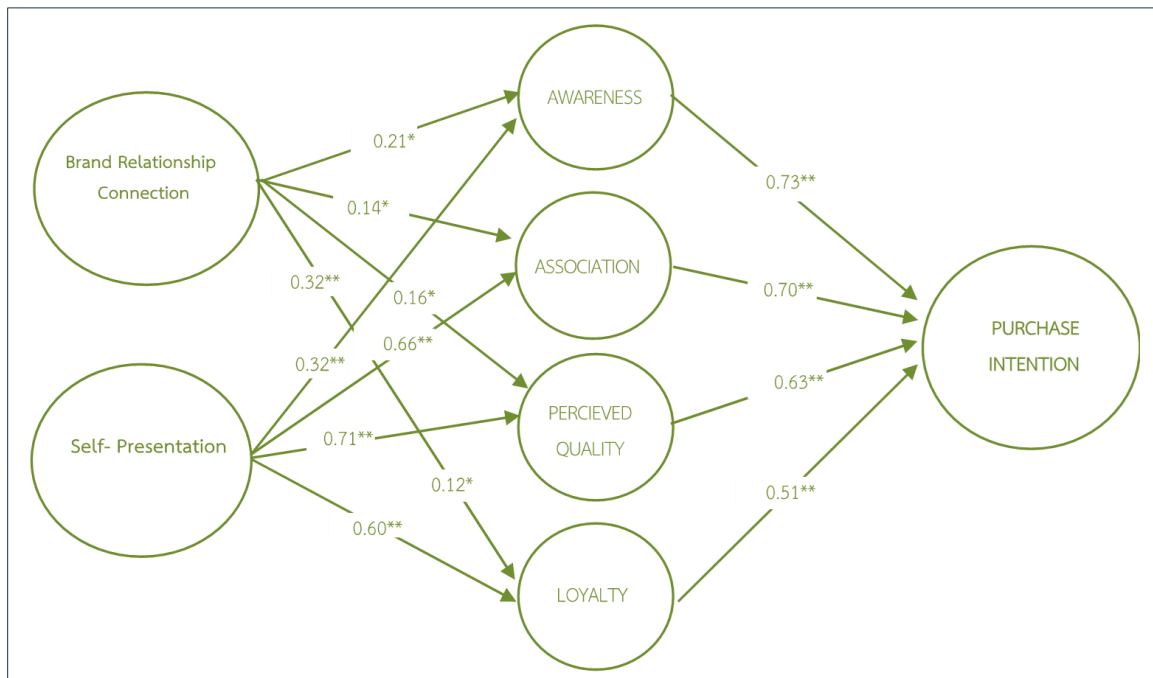 AWARENESS
0.21*
Brand Relationship
Connection
0.73**
0.14*
ASSOCIATION
0.32**
0.16*
0.70**
0.66**
PURCHASE
INTENTION
0.32**
0.63**
PERCIEVED
QUALITY
Self- Presentation
0.71**
0.12*
0.51**
0.60**
LOYALTY